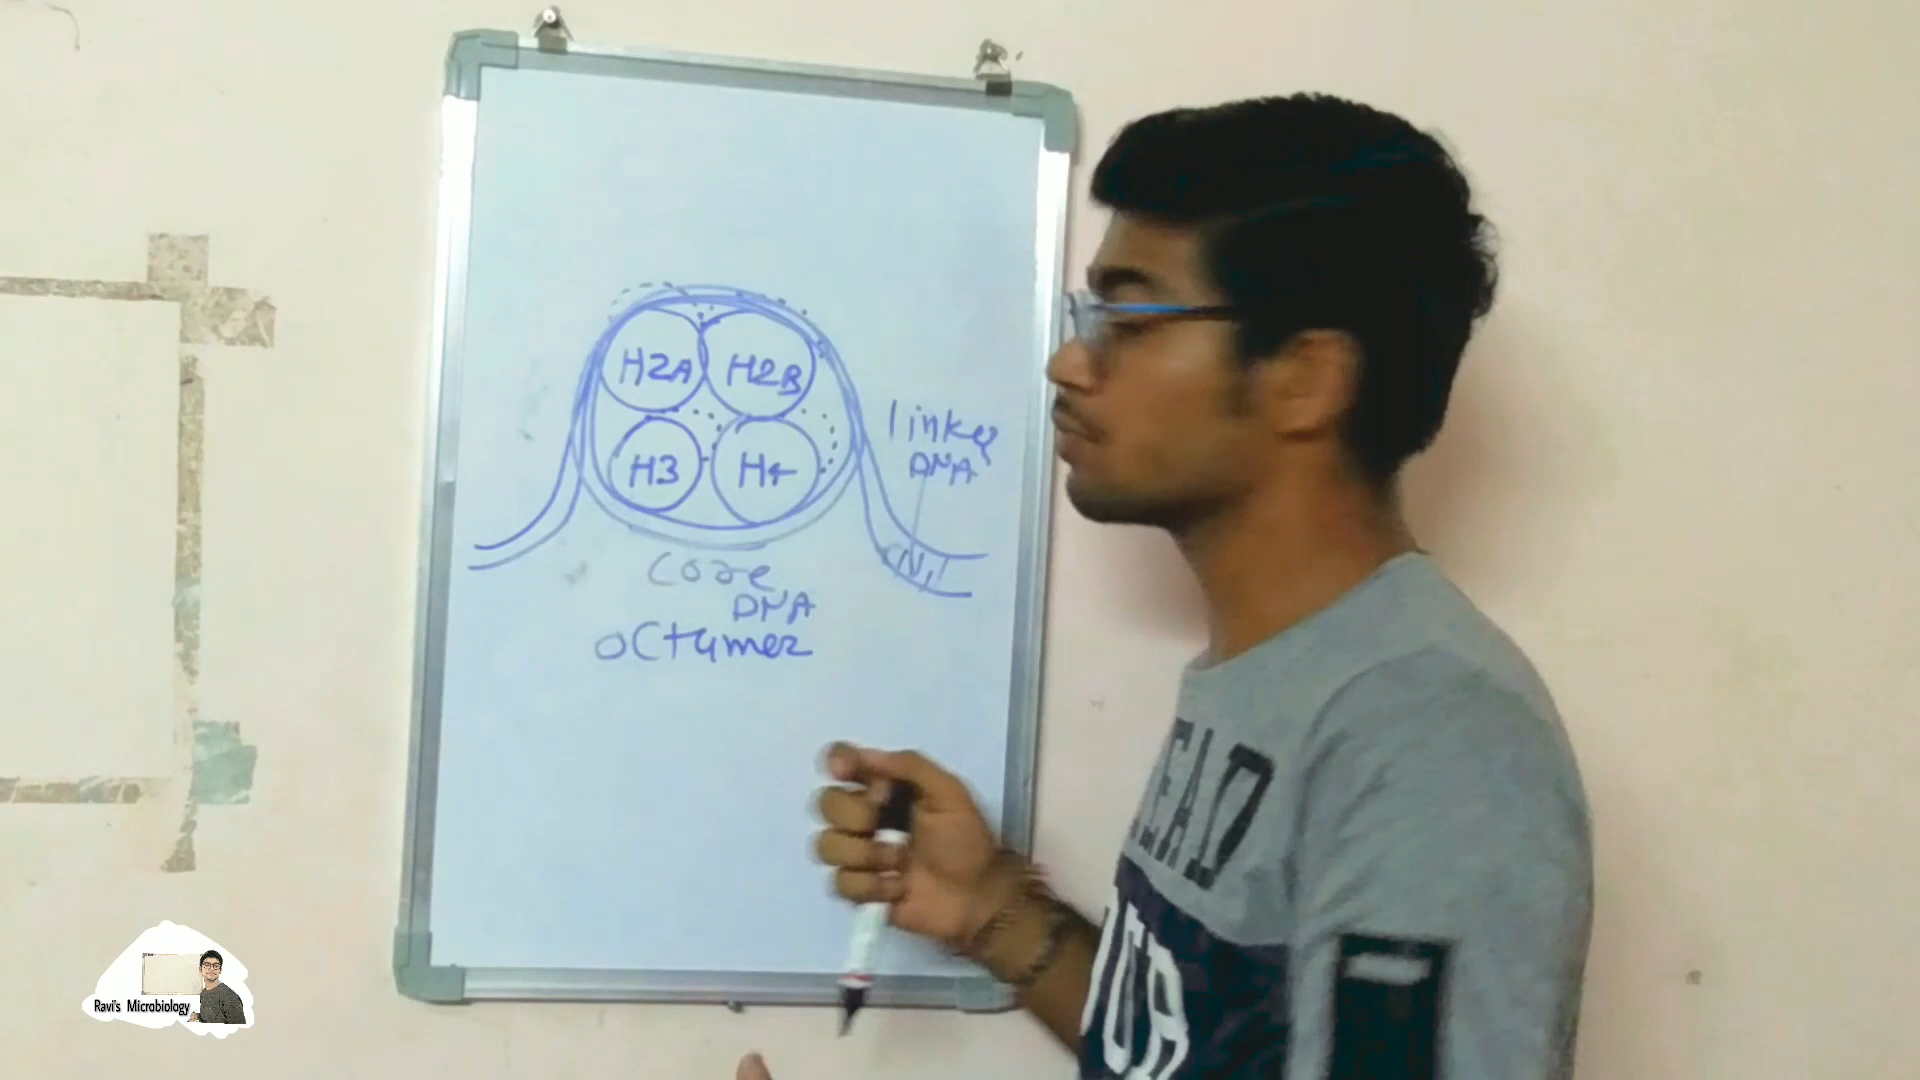 H2A
H2B
H3
H4
linker
DNA
core
DNA
octamer
Ravi's Microbiology